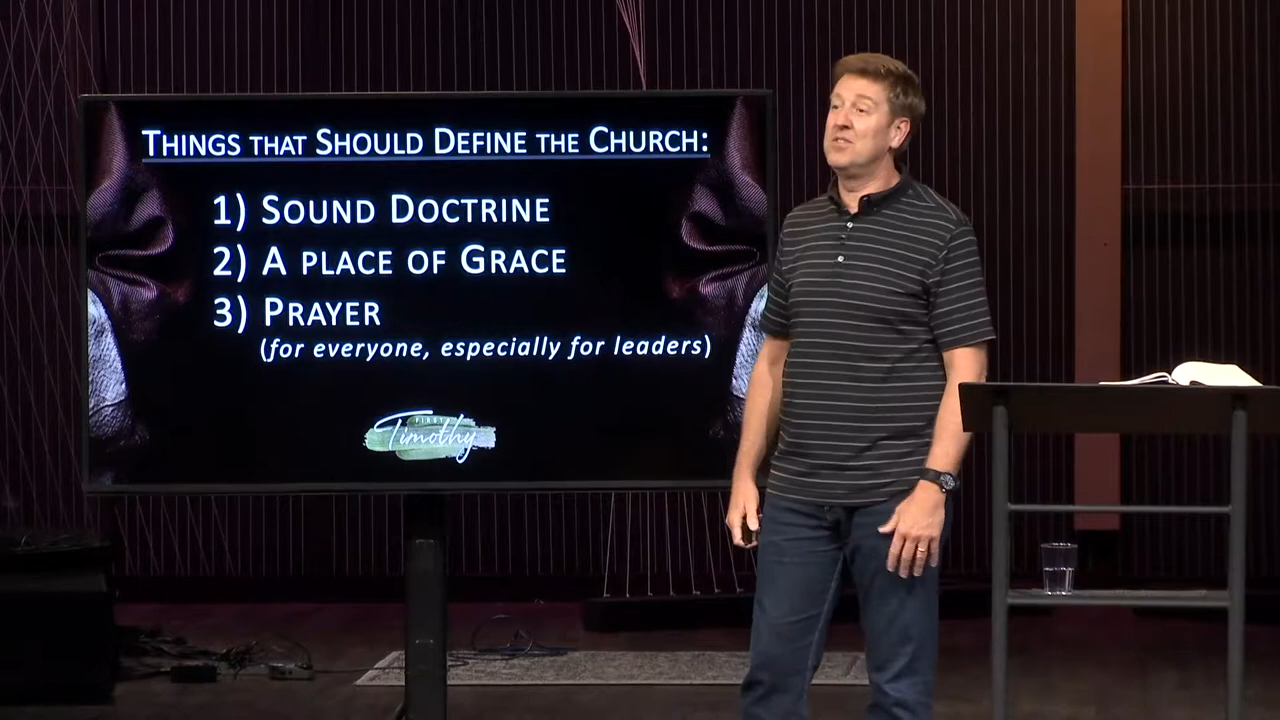 THINGS THAT SHOULD DEFINE THE CHURCH:
1) SOUND DOCTRINE
2) A PLACE OF GRACE
3) PRAYER
(for everyone, especially for leaders)
FIRST
Timothy